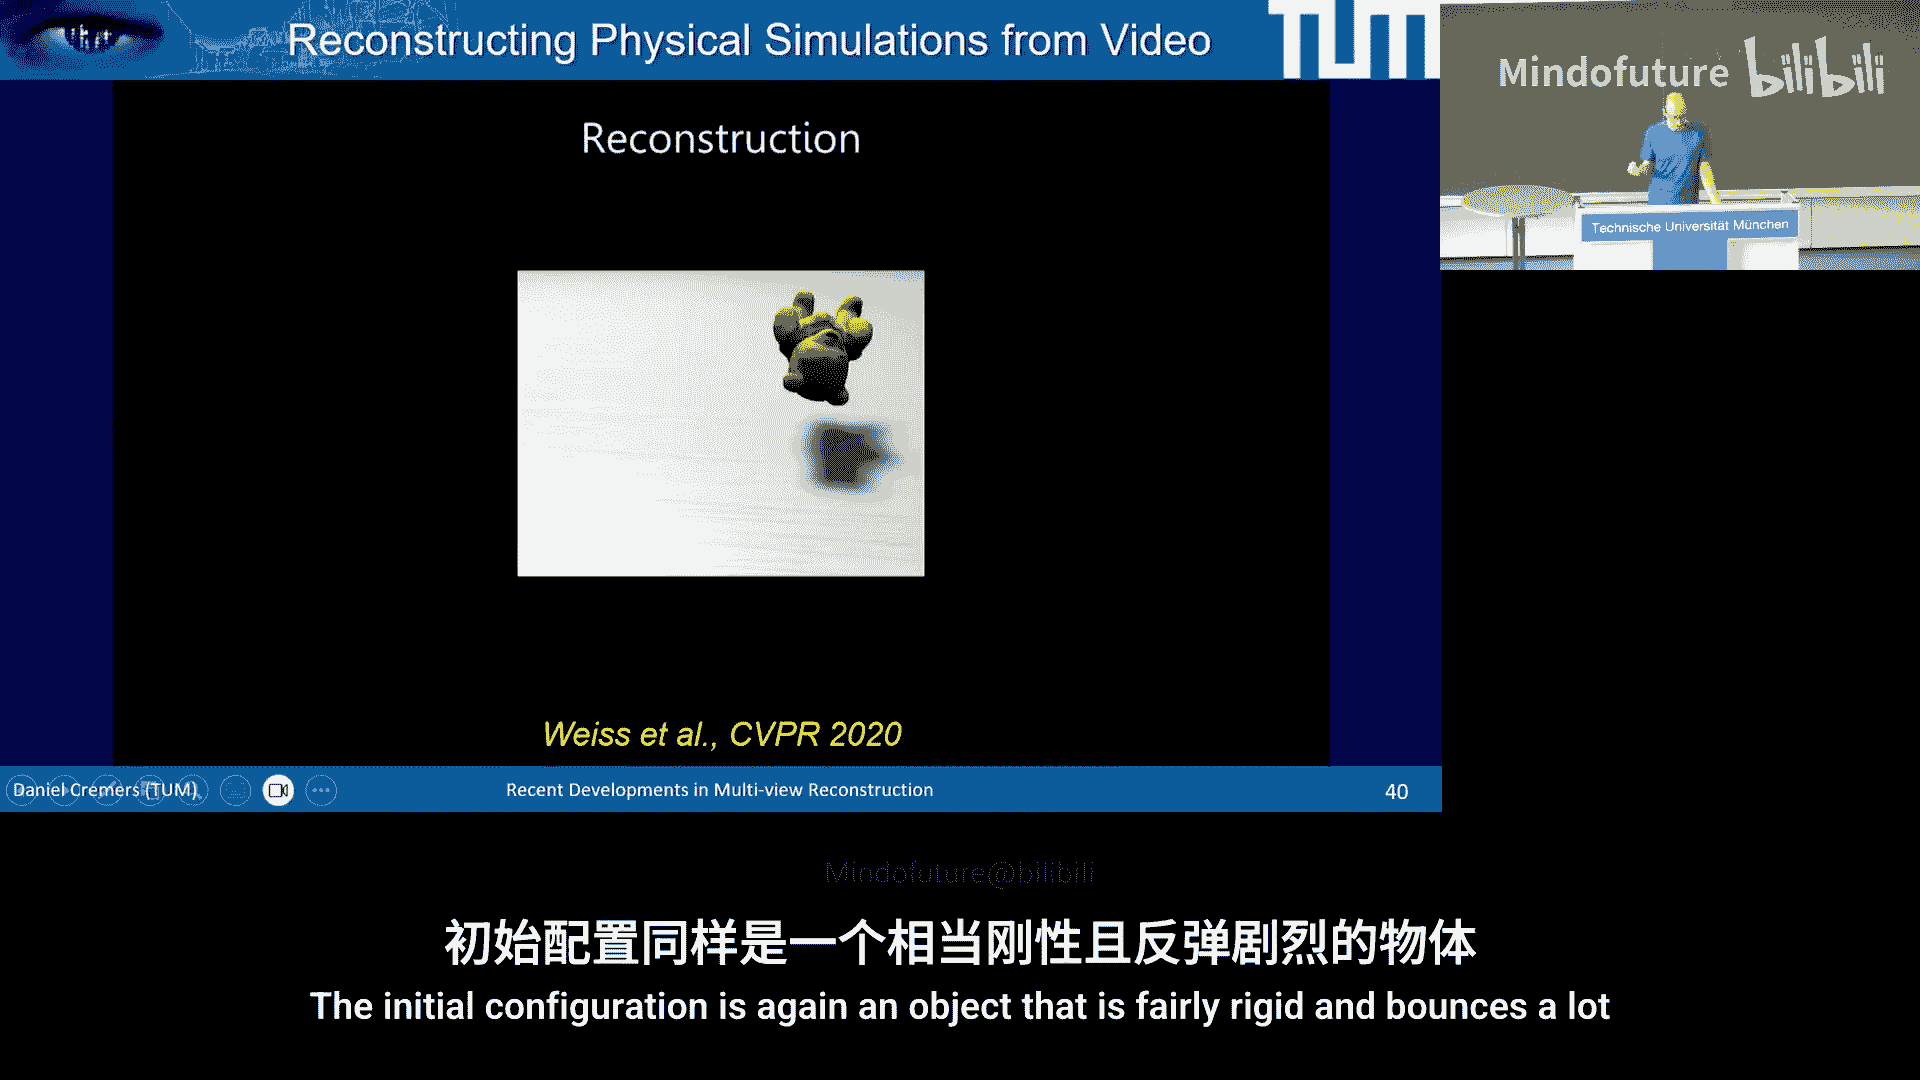 Reconstructing Physical Simulations from Video
TUM
Mindofuture bilibili
Technische Universität München
Reconstruction
Weiss et al., CVPR 2020
Daniel Cremers (TUM)
Recent Developments in Multi-view Reconstruction
40
Mindofuture@bilibili
初始配置同样是一个相当刚性且反弹剧烈的物体
The initial configuration is again an object that is fairly rigid and bounces a lot